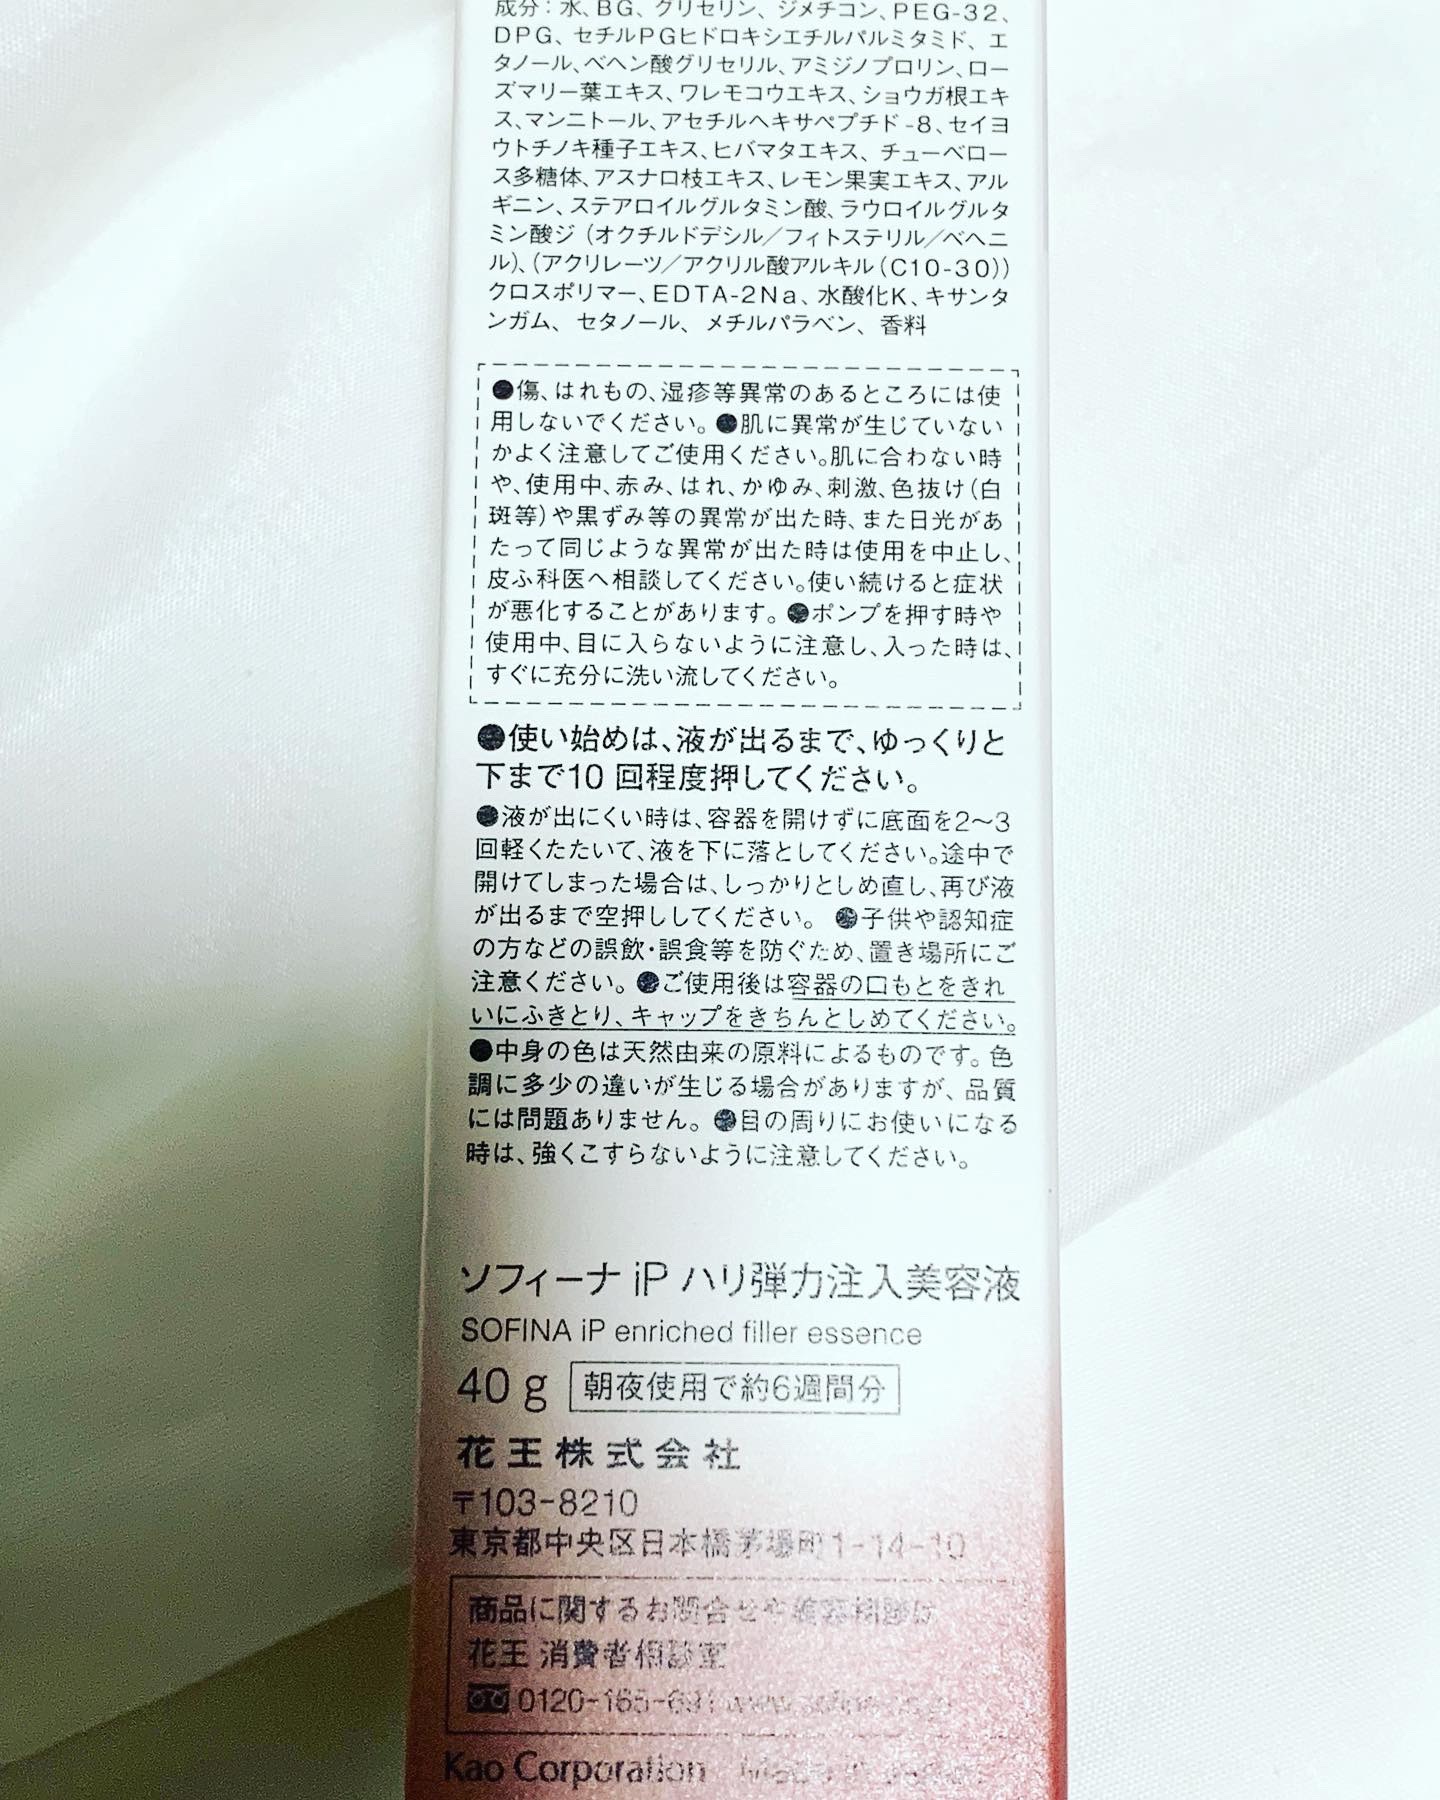 成分：水、BG、グリセリン、ジメチコン、PEG-32、
DPG、セチルPGヒドロキシエチルパルミタミド、エ
タノール、ベヘン酸グリセリル、アミジノプロリン、ロー
ズマリー葉エキス、ワレモコウエキス、ショウガ根エキ
ス、マンニトール、アセチルヘキサペプチド-8、セイヨ
ウトチノキ種子エキス、ヒバマタエキス、チューベロー
ス多糖体、アスナロ枝エキス、レモン果実エキス、アル
ギニン、ステアロイルグルタミン酸、ラウロイルグルタ
ミン酸ジ（オクチルドデシル／フィトステリル／ベヘニ
ル）、（アクリレーツ／アクリル酸アルキル（C10-30））
クロスポリマー、EDTA-2Na、水酸化K、キサンタ
ンガム、セタノール、メチルパラベン、香料
●傷、はれもの、湿疹等異常のあるところには使
用しないでください。●肌に異常が生じていない
かよく注意してご使用ください。肌に合わない時
や、使用中、赤み、はれ、かゆみ、刺激、色抜け（白
斑等）や黒ずみ等の異常が出た時、また日光があ
たって同じような異常が出た時は使用を中止し、
皮ふ科医へ相談してください。使い続けると症状
が悪化することがあります。●ポンプを押す時や
使用中、目に入らないように注意し、入った時は、
すぐに充分に洗い流してください。
●使い始めは、液が出るまで、ゆっくりと
下まで10回程度押してください。
●液が出にくい時は、容器を開けずに底面を2〜3
回軽くたたいて、液を下に落としてください。途中で
開けてしまった場合は、しっかりとしめ直し、再び液
が出るまで空押ししてください。●子供や認知症
の方などの誤飲・誤食等を防ぐため、置き場所にご
注意ください。●ご使用後は容器の口もとをきれ
いにふきとり、キャップをきちんとしめてください。
●中身の色は天然由来の原料によるものです。色
調に多少の違いが生じる場合がありますが、品質
には問題ありません。●目の周りにお使いになる
時は、強くこすらないように注意してください。
ソフィーナ iP ハリ弾力注入美容液
SOFINA iP enriched filler essence
40 g 朝夜使用で約6週間分
花王株式会社
〒103-8210
東京都中央区日本橋茅場町1-14-10
商品に関するお問合せや美容相談は
花王 消費者相談室
0120-165-691
Kao Corporation Made in Japan